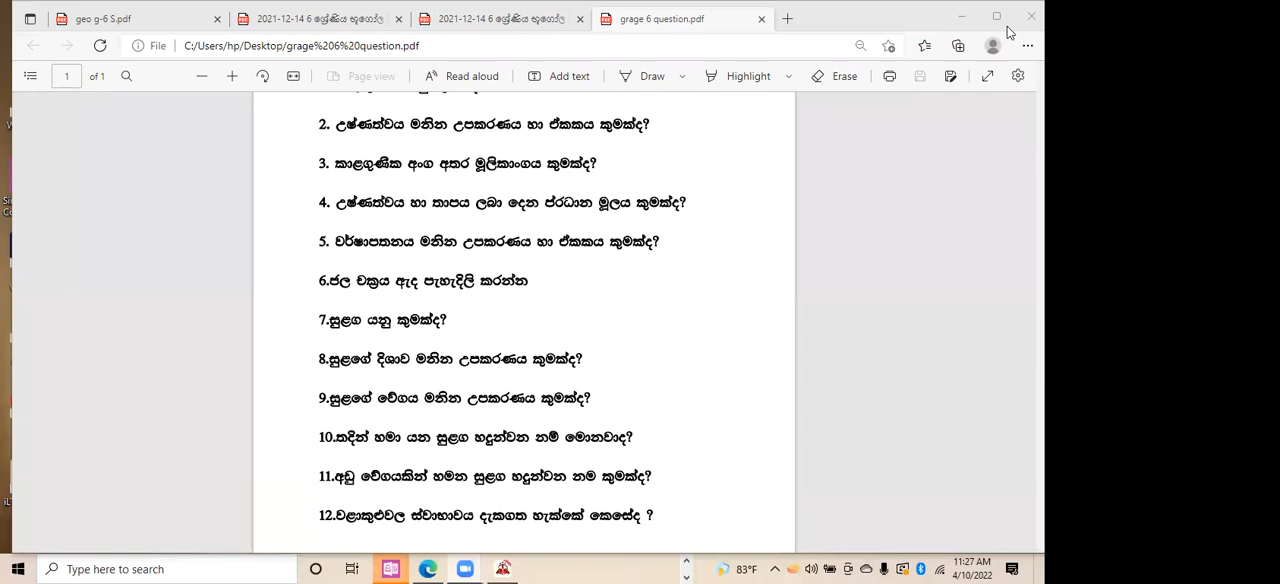 geo g-6 S.pdf
2021-12-14 6 ශ්‍රේණිය භූගෝල
2021-12-14 6 ශ්‍රේණිය භූගෝල
grage 6 question.pdf
File
C:/Users/hp/Desktop/grage%206%20question.pdf
1 of 1
Page view
Read aloud
Add text
Draw
Highlight
Erase
2. උෂ්ණත්වය මනින උපකරණය හා ඒකකය කුමක්ද?
3. කාළගුණික අංග අතර මූලිකාංගය කුමක්ද?
4. උෂ්ණත්වය හා තාපය ලබා දෙන ප්රධාන මූලය කුමක්ද?
5. වර්ෂාපතනය මනින උපකරණය හා ඒකකය කුමක්ද?
6.ජල චක්‍රය ඇද පැහැදිලි කරන්න
7.සුළග යනු කුමක්ද?
8.සුළගේ දිශාව මනින උපකරණය කුමක්ද?
9.සුළගේ වේගය මනින උපකරණය කුමක්ද?
10.තදින් හමා යන සුළග හදුන්වන නම් මොනවාද?
11.අඩු වේගයකින් හමන සුළග හදුන්වන නම කුමක්ද?
12.වළාකුළුවල ස්වාභාවය දැකගත හැක්කේ කෙසේද ?
Type here to search
83°F
11:27 AM
4/10/2022